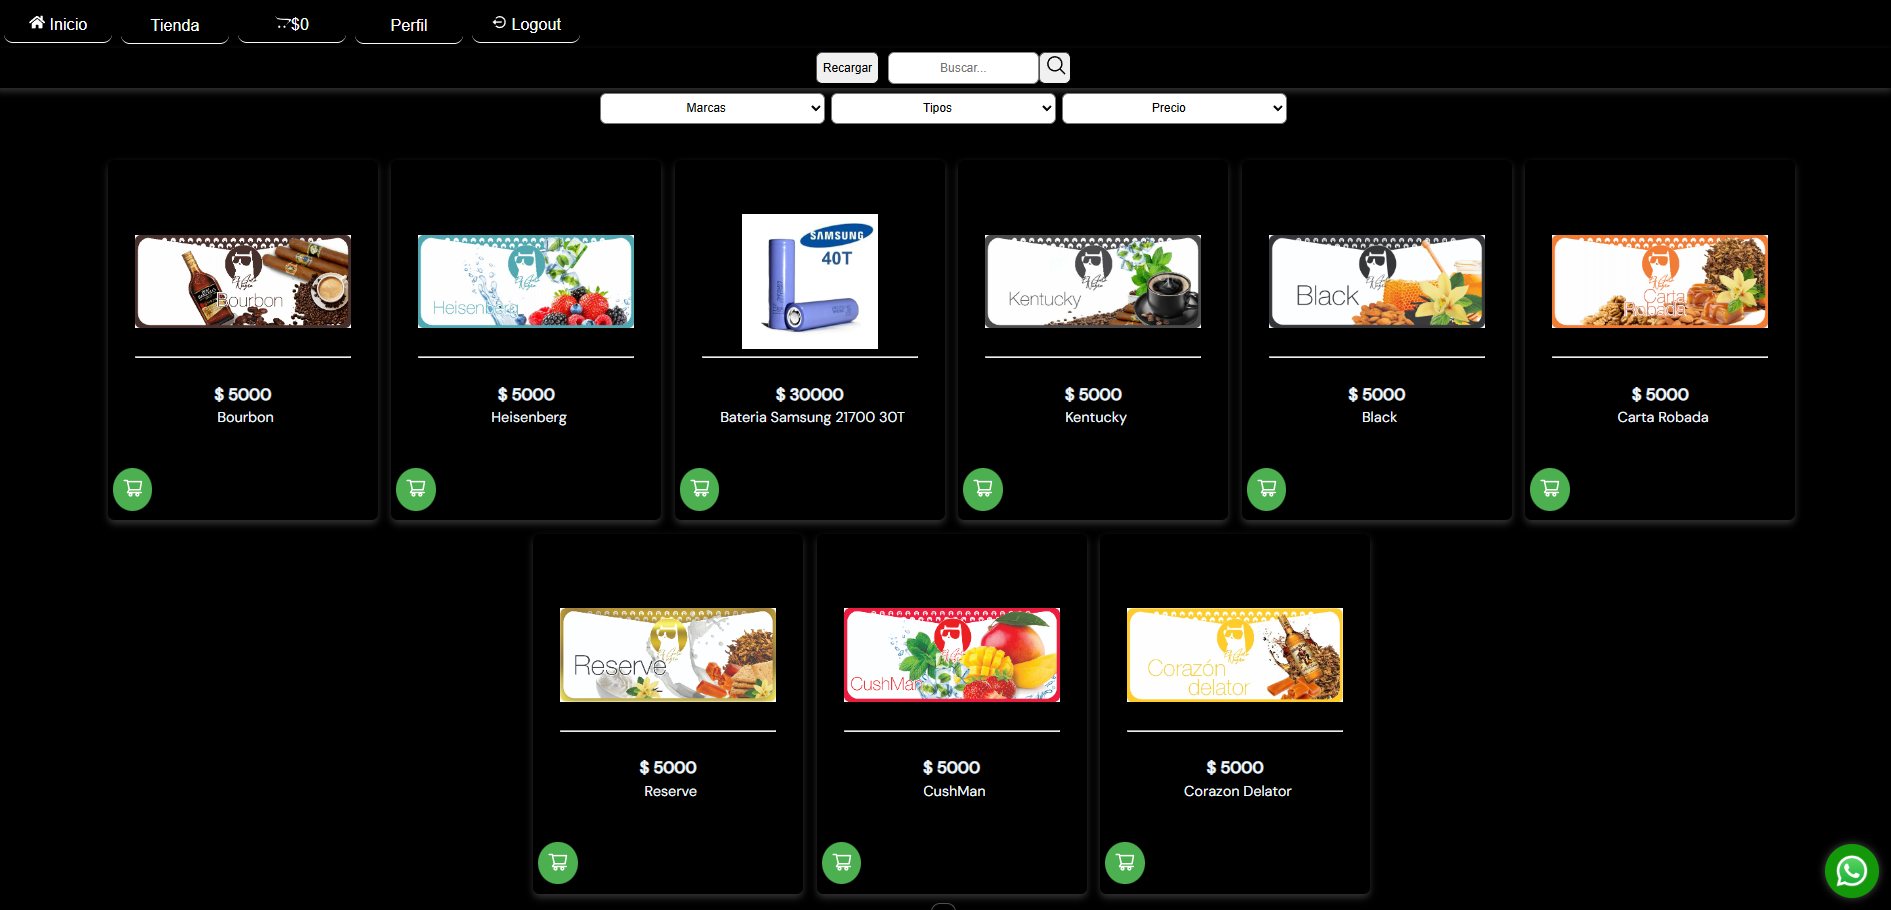 Inicio
Tienda
$0
Perfil
Logout
Recargar
Buscar...
Marcas
Tipos
Precio
Bourbon
Heisenberg
SAMSUNG
40T
Kentucky
Black
Carta
Robada
$ 5000
Bourbon
$ 5000
Heisenberg
$ 30000
Bateria Samsung 21700 30T
$ 5000
Kentucky
$ 5000
Black
$ 5000
Carta Robada
Reserve
CushMan
Corazón
delator
$ 5000
Reserve
$ 5000
CushMan
$ 5000
Corazon Delator